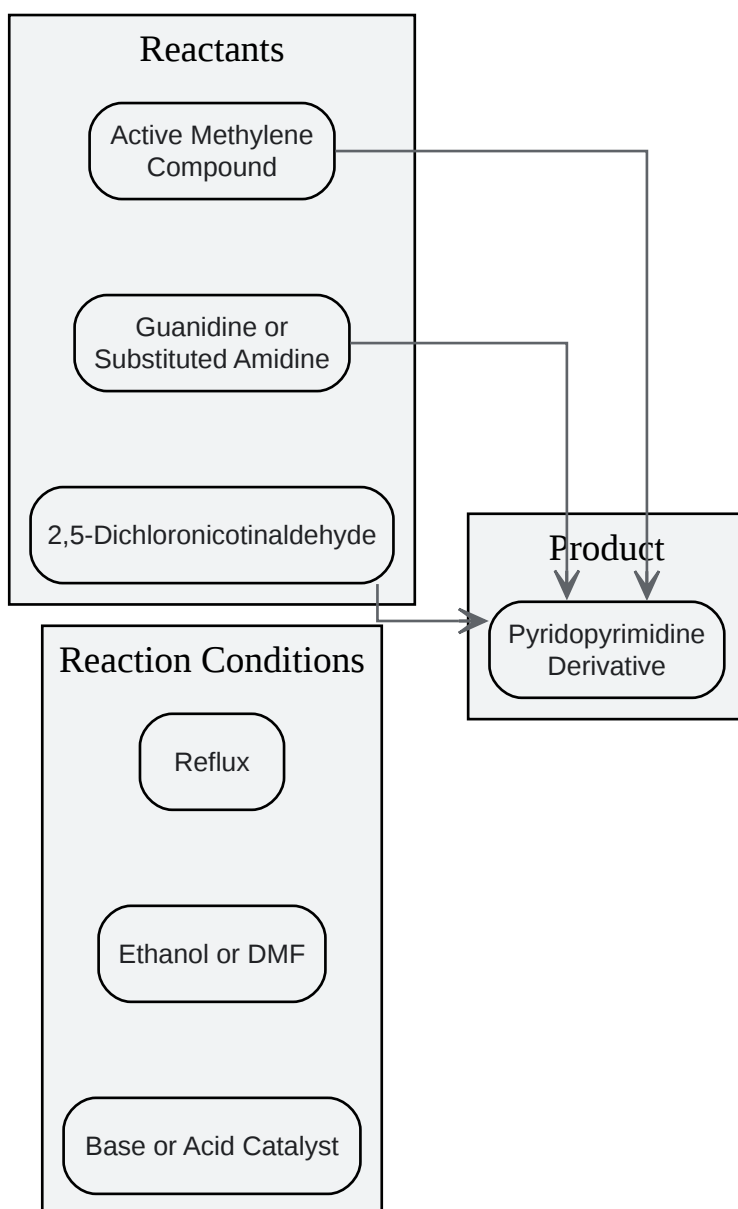 Reactants
Active Methylene
Compound
Guanidine or
Substituted Amidine
2,5-Dichloronicotinaldehyde
Product
Pyridopyrimidine
Derivative
Reaction Conditions
Reflux
Ethanol or DMF
Base or Acid Catalyst